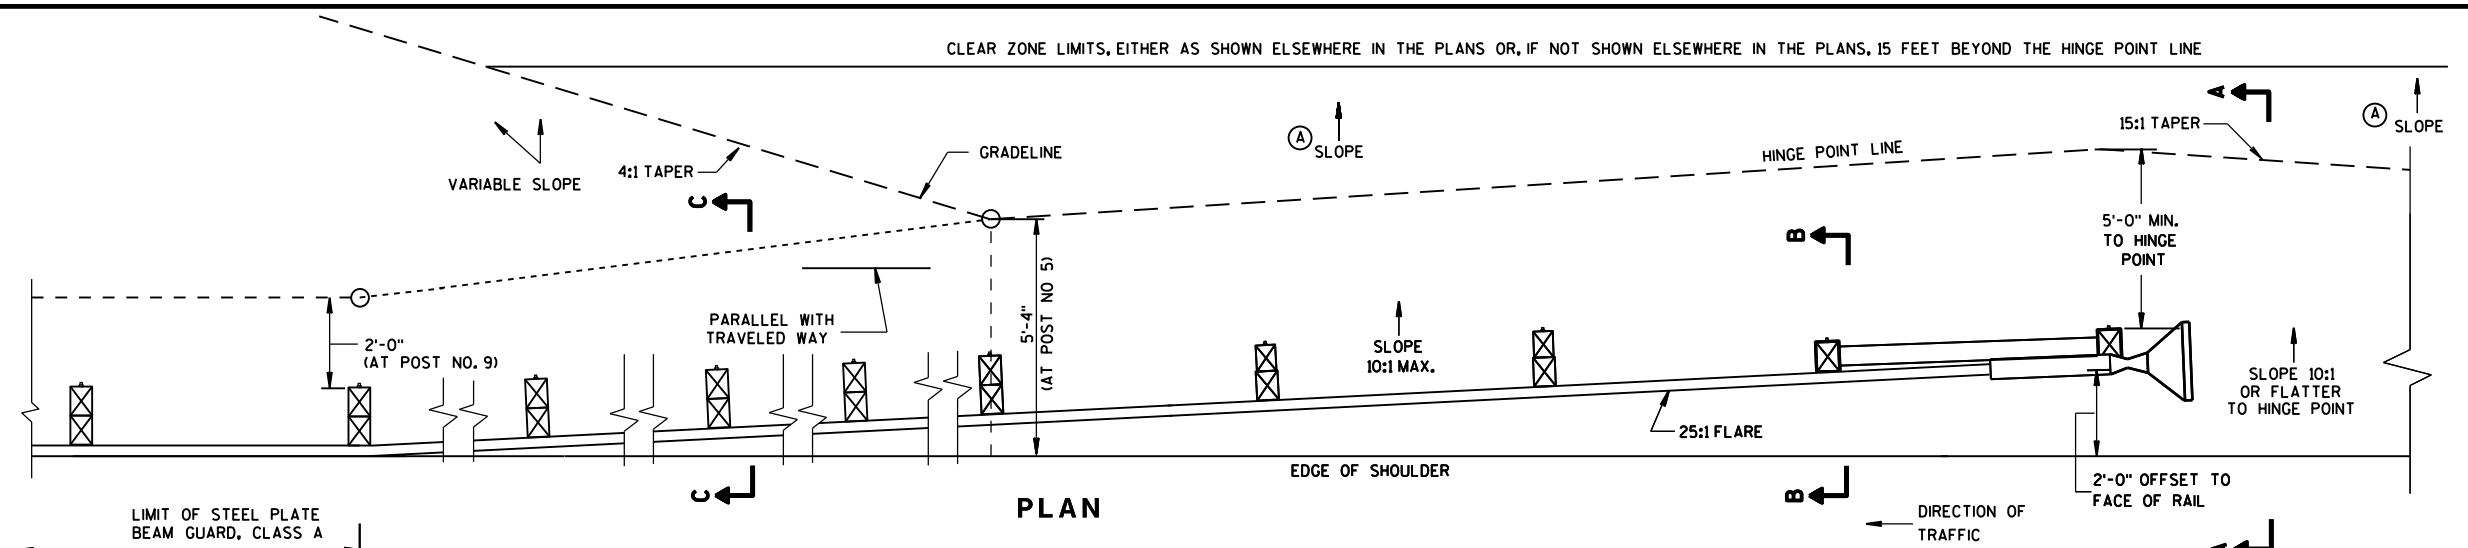 CLEAR ZONE LIMITS, EITHER AS SHOWN ELSEWHERE IN THE PLANS OR, IF NOT SHOWN ELSEWHERE IN THE PLANS, 15 FEET BEYOND THE HINGE POINT LINE
A
15:1 TAPER
A
SLOPE
A
SLOPE
GRADELINE
HINGE POINT LINE
4:1 TAPER
VARIABLE SLOPE
C
B
5'-0" MIN.
TO HINGE
POINT
5'-4"
(AT POST NO 5)
PARALLEL WITH
TRAVELED WAY
2'-0"
(AT POST NO. 9)
SLOPE
10:1 MAX.
SLOPE 10:1
OR FLATTER
TO HINGE POINT
25:1 FLARE
EDGE OF SHOULDER
2'-0" OFFSET TO
FACE OF RAIL
C
B
PLAN
DIRECTION OF
TRAFFIC
LIMIT OF STEEL PLATE
BEAM GUARD, CLASS A